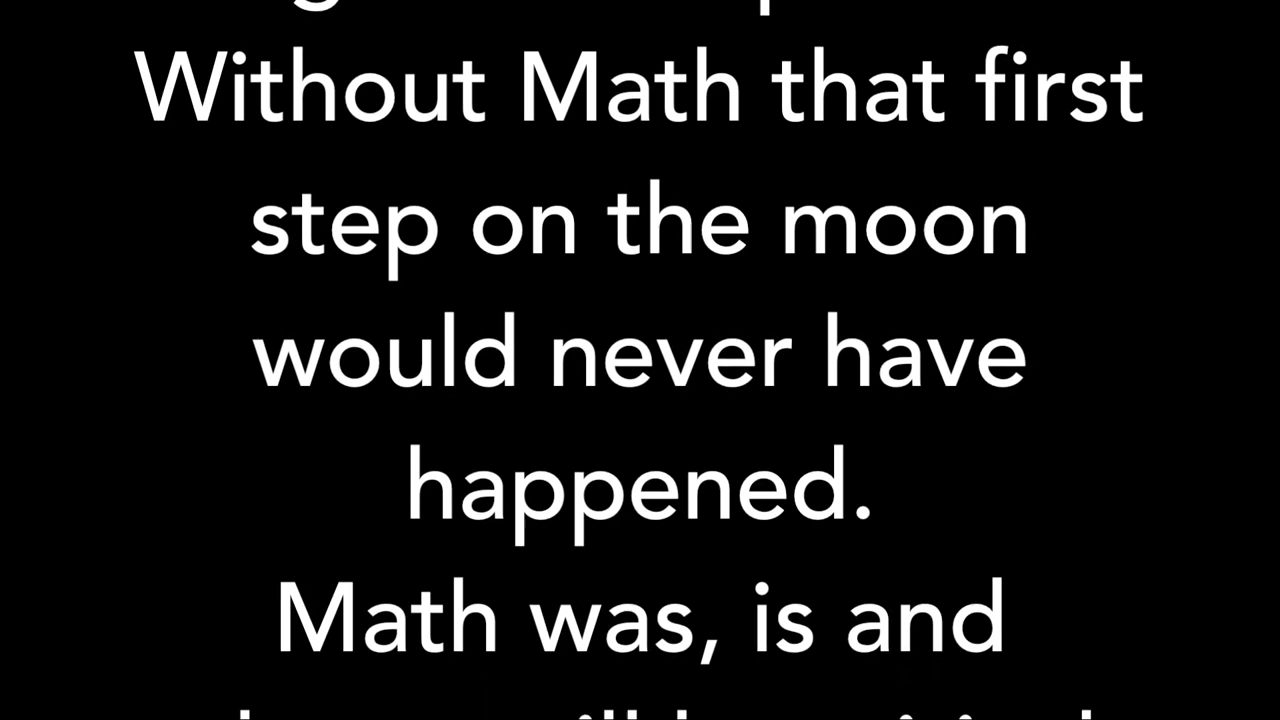 Without Math that first
step on the moon
would never have
happened.
Math was, is and